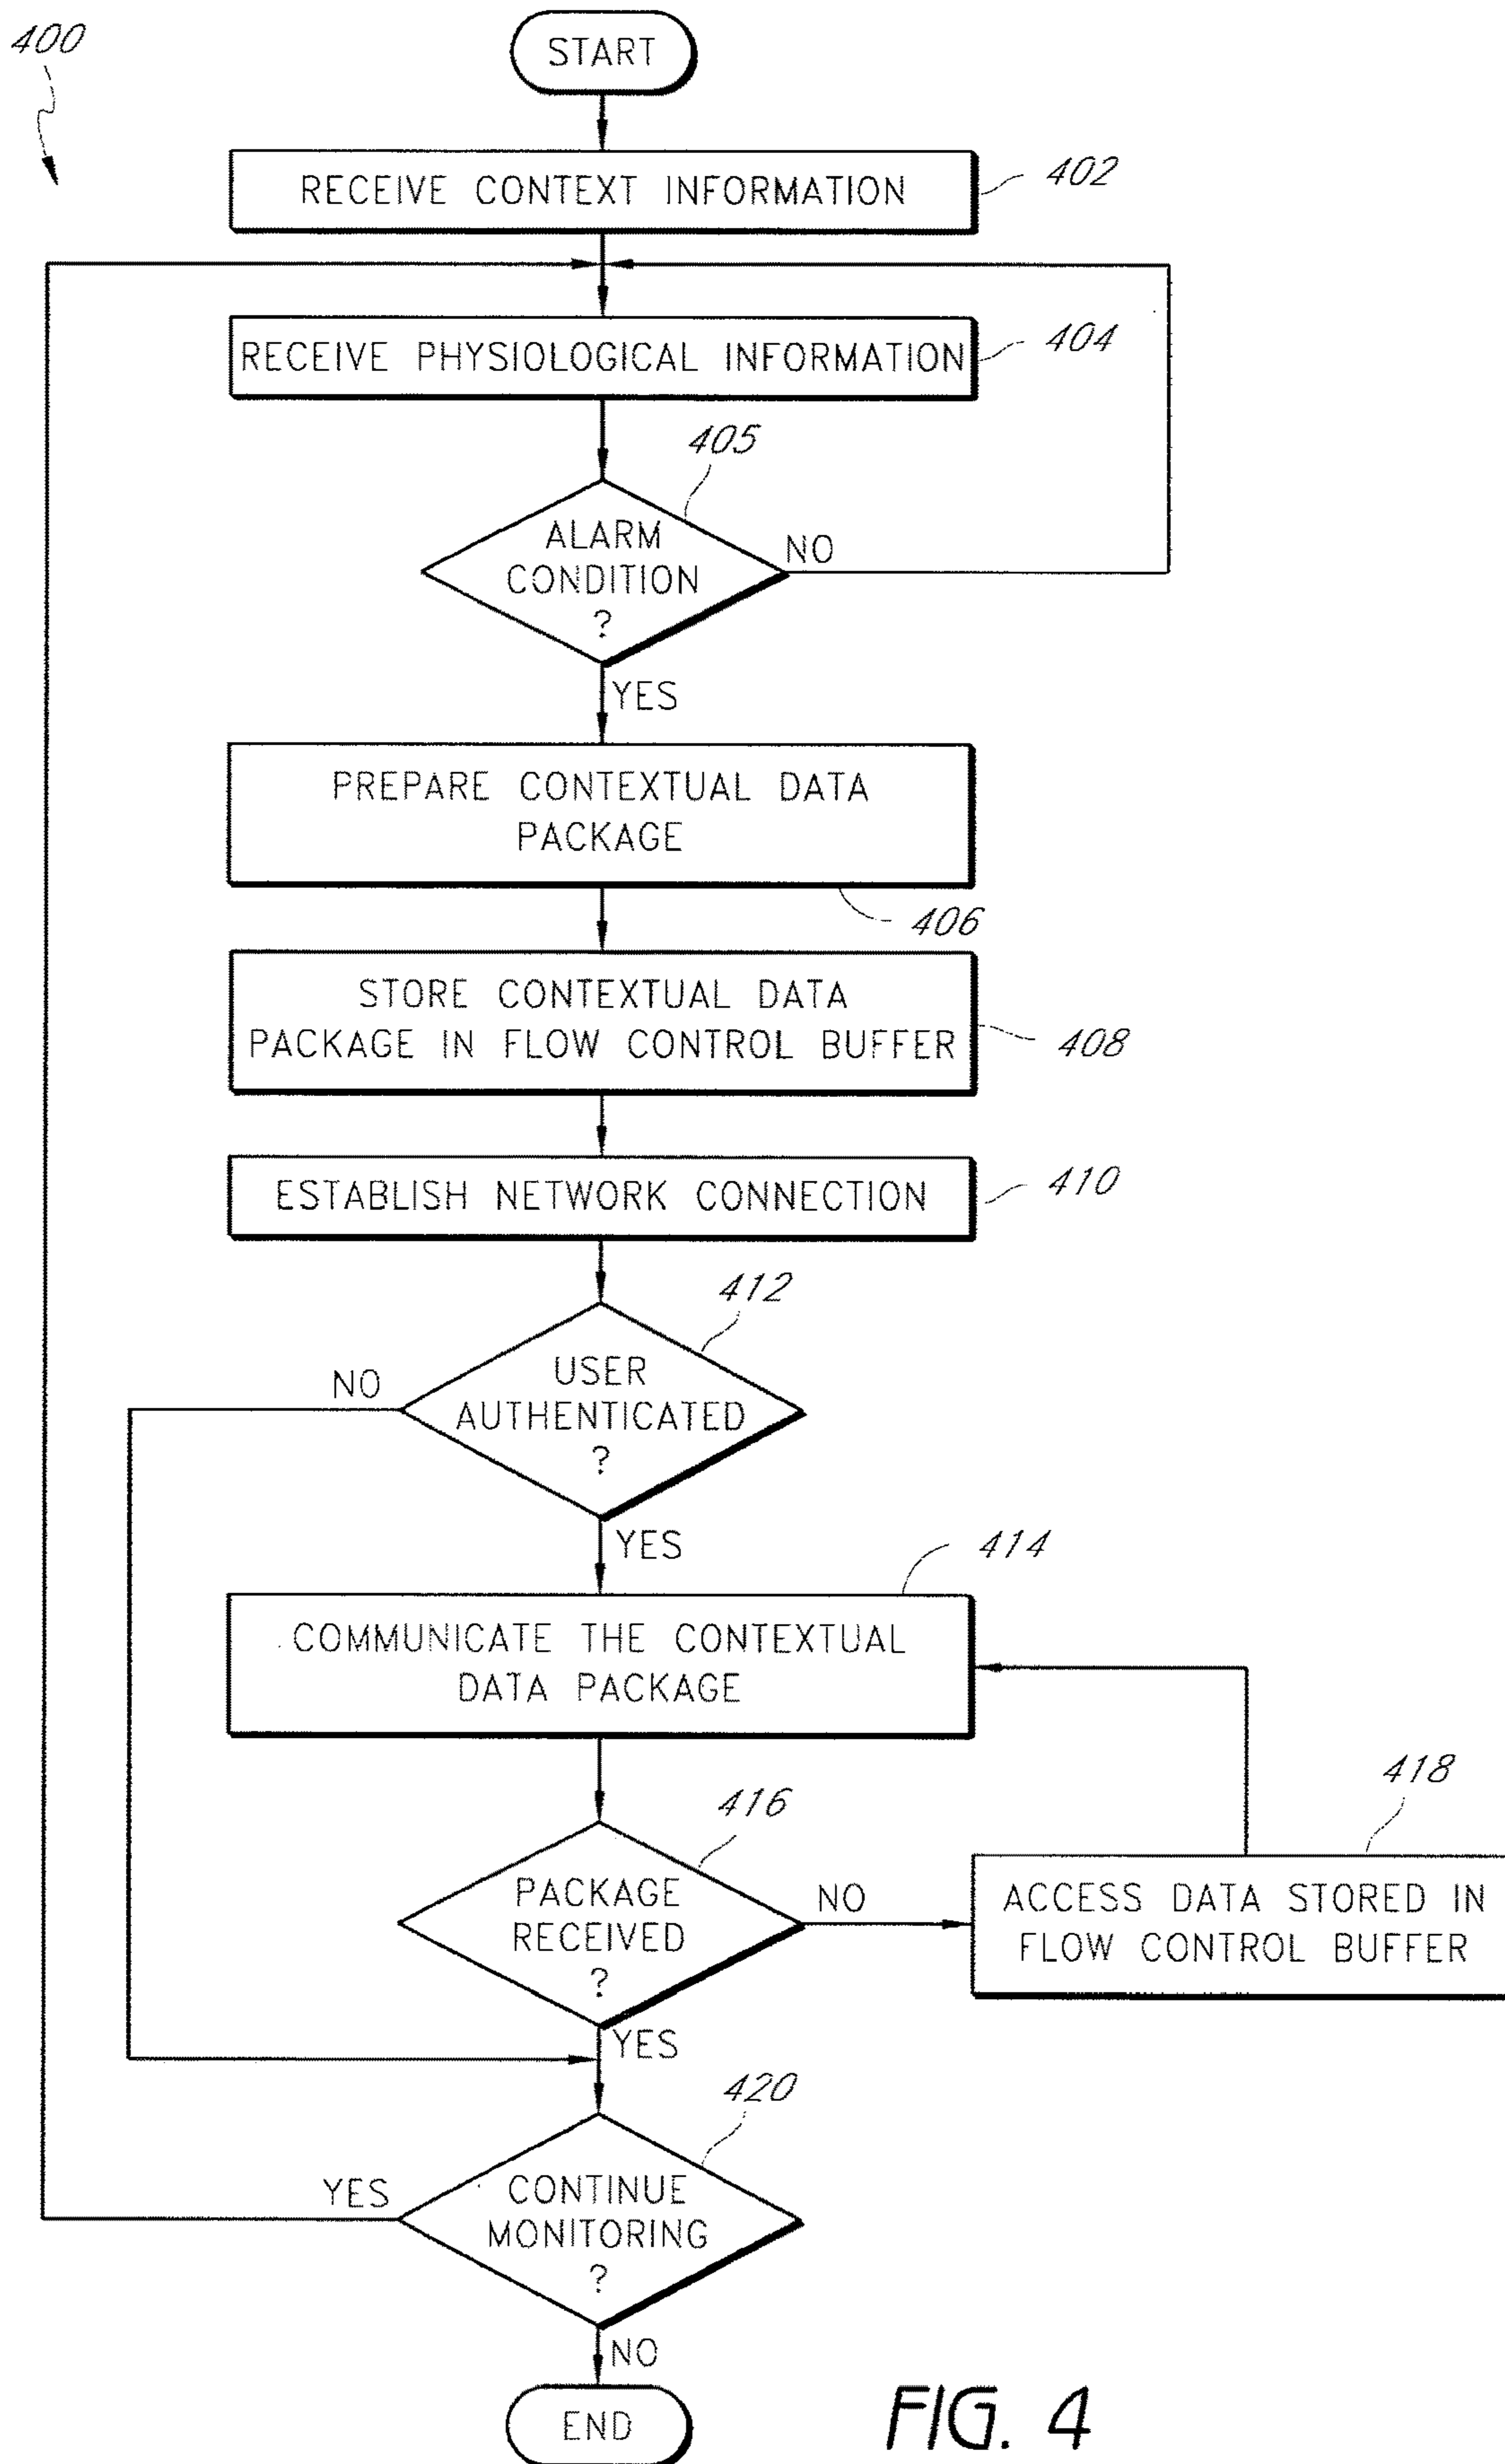 400
START
RECEIVE CONTEXT INFORMATION
402
RECEIVE PHYSIOLOGICAL INFORMATION
404
405
ALARM
CONDITION
?
NO
YES
PREPARE CONTEXTUAL DATA
PACKAGE
406
STORE CONTEXTUAL DATA
PACKAGE IN FLOW CONTROL BUFFER
408
ESTABLISH NETWORK CONNECTION
410
412
USER
AUTHENTICATED
?
NO
YES
414
COMMUNICATE THE CONTEXTUAL
DATA PACKAGE
416
PACKAGE
RECEIVED
?
NO
418
ACCESS DATA STORED IN
FLOW CONTROL BUFFER
YES
420
CONTINUE
MONITORING
?
YES
NO
END
FIG. 4